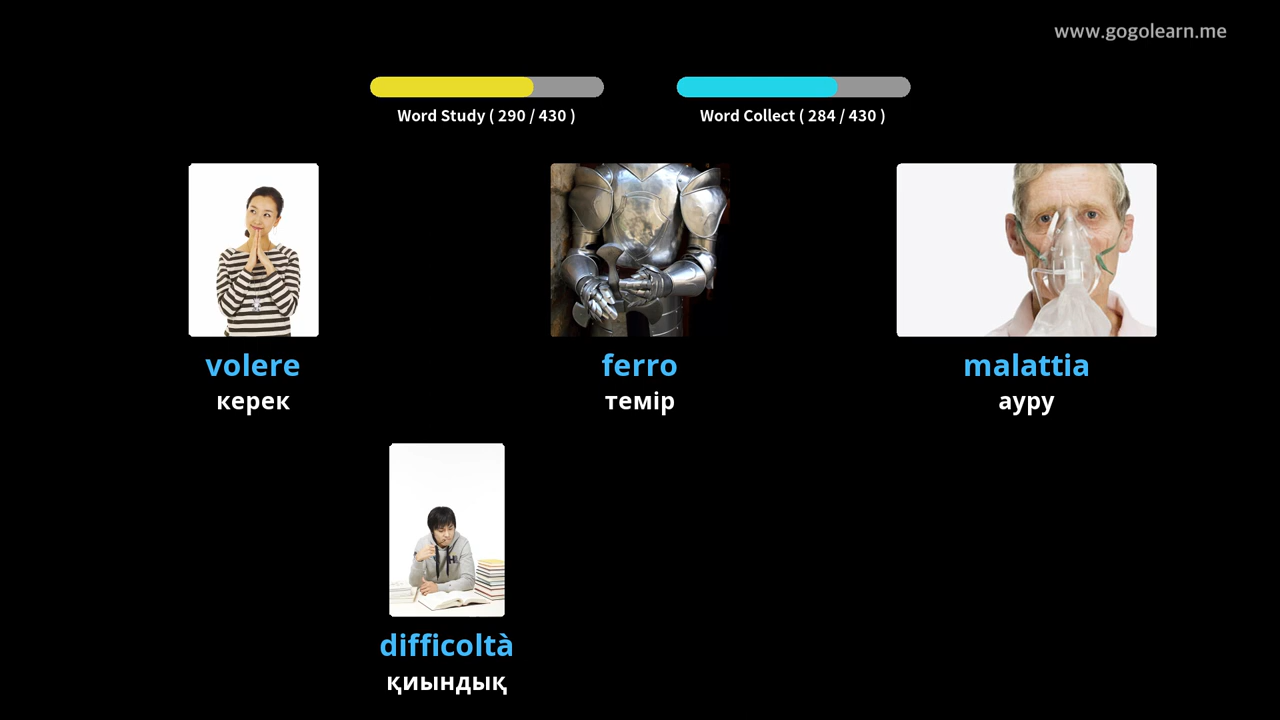 www.gogolearn.me
Word Study ( 290 / 430 )
Word Collect ( 284 / 430 )
volere
керек
ferro
темір
malattia
ауру
difficoltà
қиындық